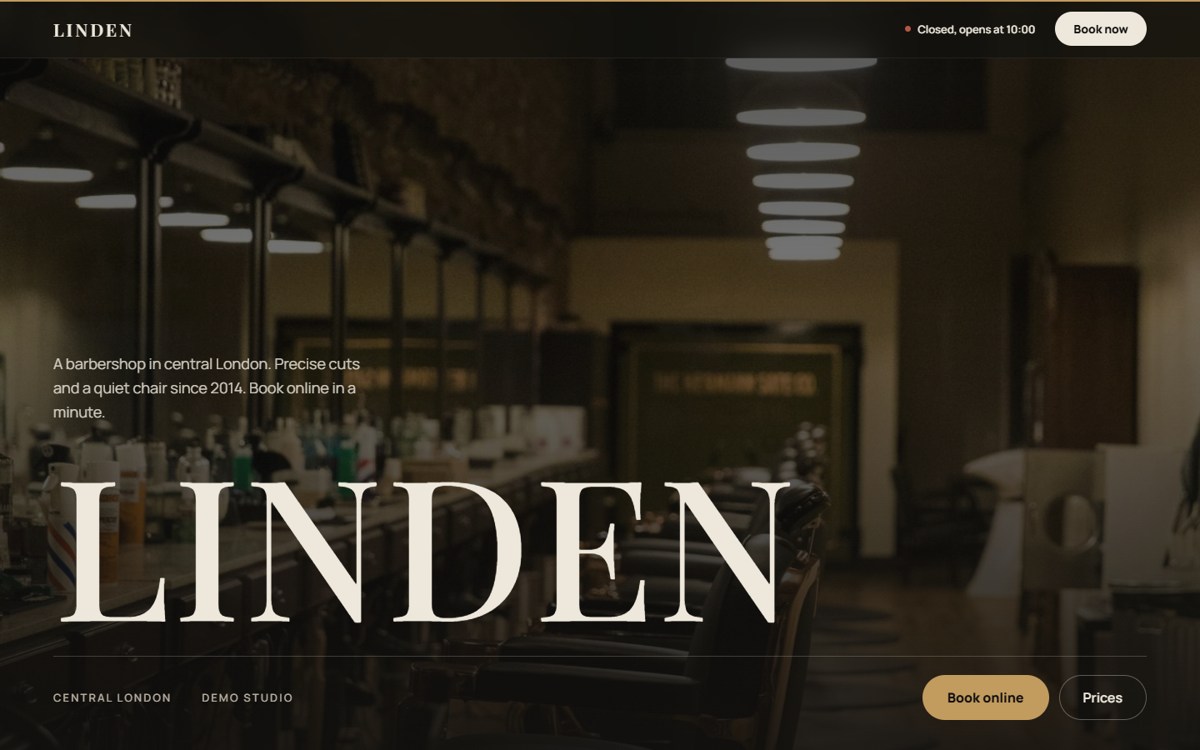 LINDEN
Closed, opens at 10:00
Book now
A barbershop in central London. Precise cuts
and a quiet chair since 2014. Book online in a
minute.
LINDEN
CENTRAL LONDON
DEMO STUDIO
Book online
Prices